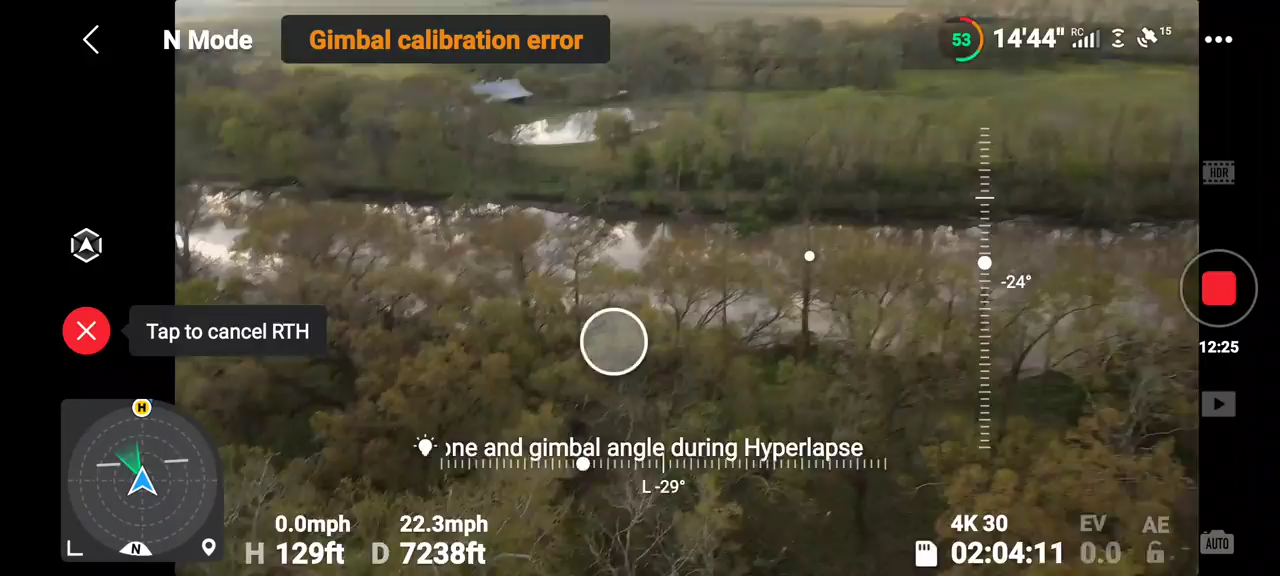 N Mode
Gimbal calibration error
53
14'44"
RC
15
HDR
-24°
Tap to cancel RTH
12:25
H
one and gimbal angle during Hyperlapse
L -29°
0.0mph
22.3mph
4K 30
EV
AE
L
N
H 129ft
D 7238ft
02:04:11
0.0
AUTO